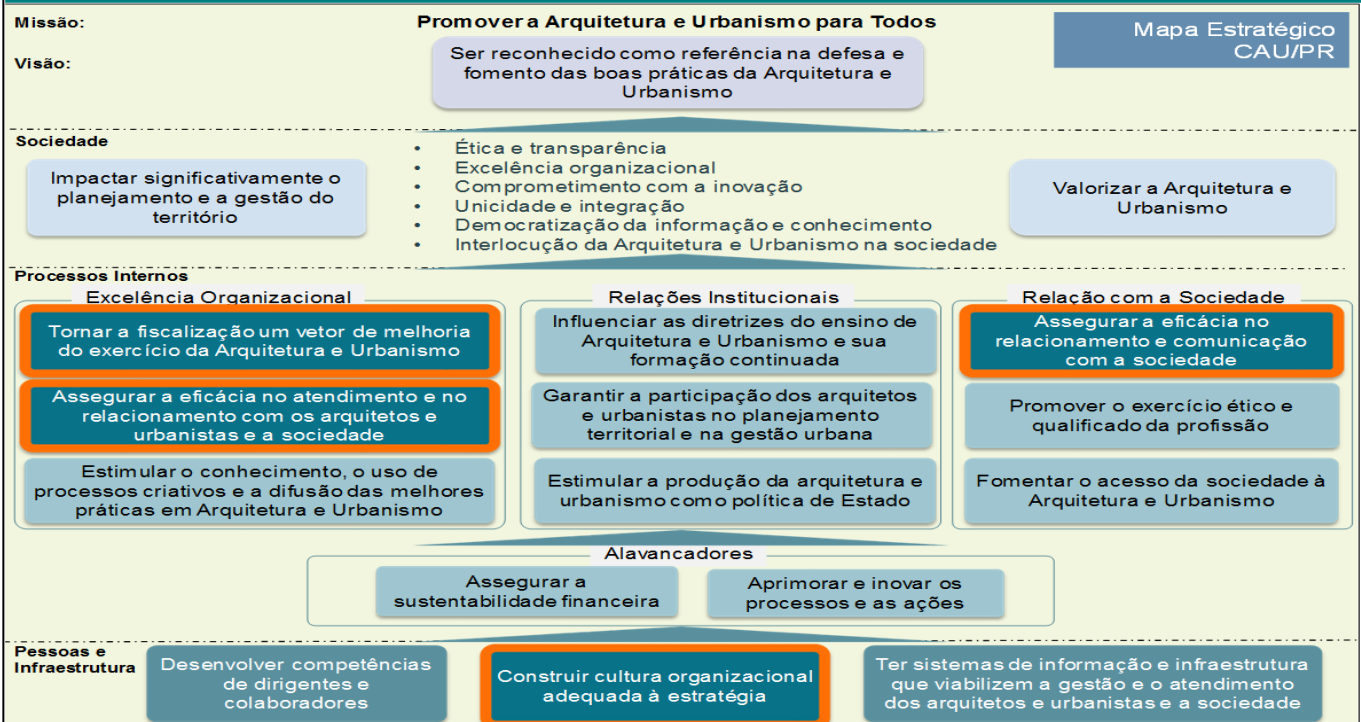 Missão:
Promover a Arquitetura e Urbanismo para Todos
Mapa Estratégico
CAU/PR
Visão:
Ser reconhecido como referência na defesa e
fomento das boas práticas da Arquitetura e
Urbanismo
Sociedade
Impactar significativamente o
planejamento e a gestão do
território
• Ética e transparência
• Excelência organizacional
• Comprometimento com a inovação
• Unicidade e integração
• Democratização da informação e conhecimento
• Interlocução da Arquitetura e Urbanismo na sociedade
Valorizar a Arquitetura e
Urbanismo
Processos Internos
Excelência Organizacional
Tornar a fiscalização um vetor de melhoria
do exercício da Arquitetura e Urbanismo
Assegurar a eficácia no atendimento e no
relacionamento com os arquitetos e
urbanistas e a sociedade
Estimular o conhecimento, o uso de
processos criativos e a difusão das melhores
práticas em Arquitetura e Urbanismo
Relações Institucionais
Influenciar as diretrizes do ensino de
Arquitetura e Urbanismo e sua
formação continuada
Garantir a participação dos arquitetos
e urbanistas no planejamento
territorial e na gestão urbana
Estimular a produção da arquitetura e
urbanismo como política de Estado
Relação com a Sociedade
Assegurar a eficácia no
relacionamento e comunicação
com a sociedade
Promover o exercício ético e
qualificado da profissão
Fomentar o acesso da sociedade à
Arquitetura e Urbanismo
Alavancadores
Assegurar a
sustentabilidade financeira
Aprimorar e inovar os
processos e as ações
Pessoas e
Infraestrutura
Desenvolver competências
de dirigentes e
colaboradores
Construir cultura organizacional
adequada à estratégia
Ter sistemas de informação e infraestrutura
que viabilizem a gestão e o atendimento
dos arquitetos e urbanistas e a sociedade